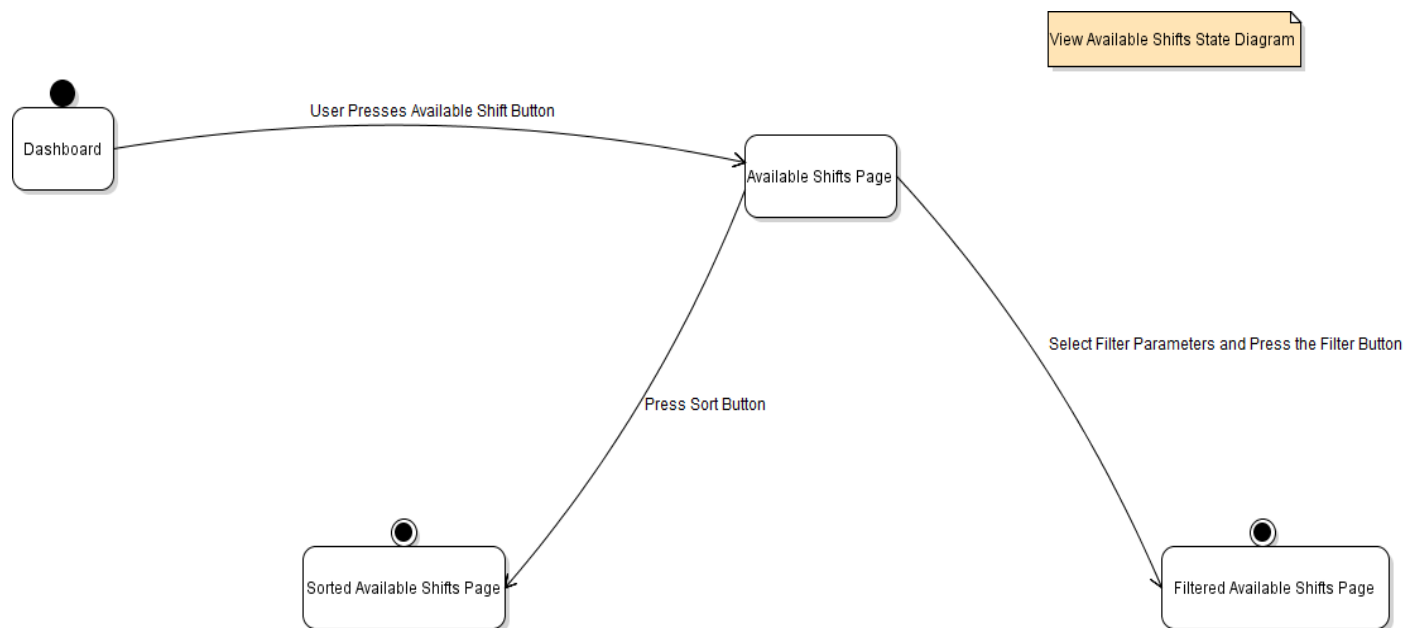 View Available Shifts State Diagram
User Presses Available Shift Button
Dashboard
Available Shifts Page
Select Filter Parameters and Press the Filter Button
Press Sort Button
Sorted Available Shifts Page
Filtered Available Shifts Page